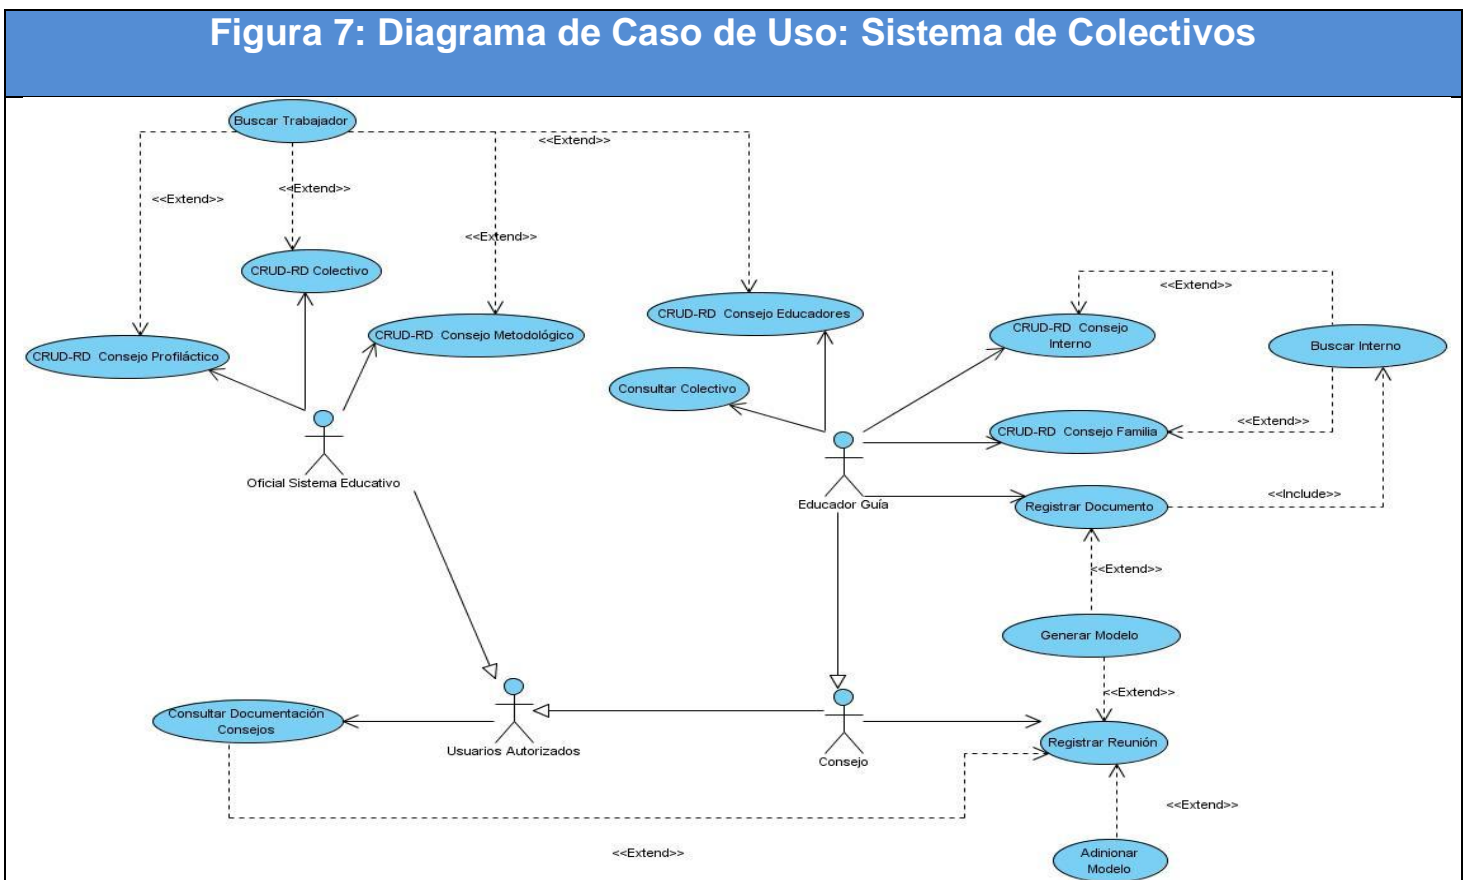 Figura 7: Diagrama de Caso de Uso: Sistema de Colectivos
Buscar Trabajador
<<Extend>>
<<Extend>>
<<Extend>>
<<Extend>>
CRUD-RD Colectivo
CRUD-RD Consejo Educadores
<<Extend>>
CRUD-RD Consejo Profiláctico
CRUD-RD Consejo Metodológico
CRUD-RD Consejo
Interno
Buscar Interno
Consultar Colectivo
<<Extend>>
CRUD-RD Consejo Familia
Oficial Sistema Educativo
Educador Guía
<<Include>>
Registrar Documento
<<Extend>>
Generar Modelo
<<Extend>>
Consultar Documentación
Consejos
Usuarios Autorizados
Consejo
Registrar Reunión
<<Extend>>
<<Extend>>
Adinionar
Modelo